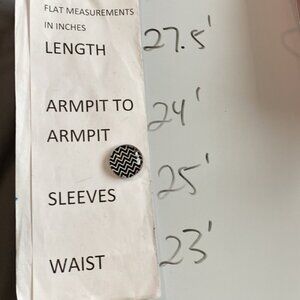 FLAT MEASUREMENTS
IN INCHES
LENGTH 27.5'
ARMPIT TO
ARMPIT 24'
SLEEVES 25'
WAIST 23'